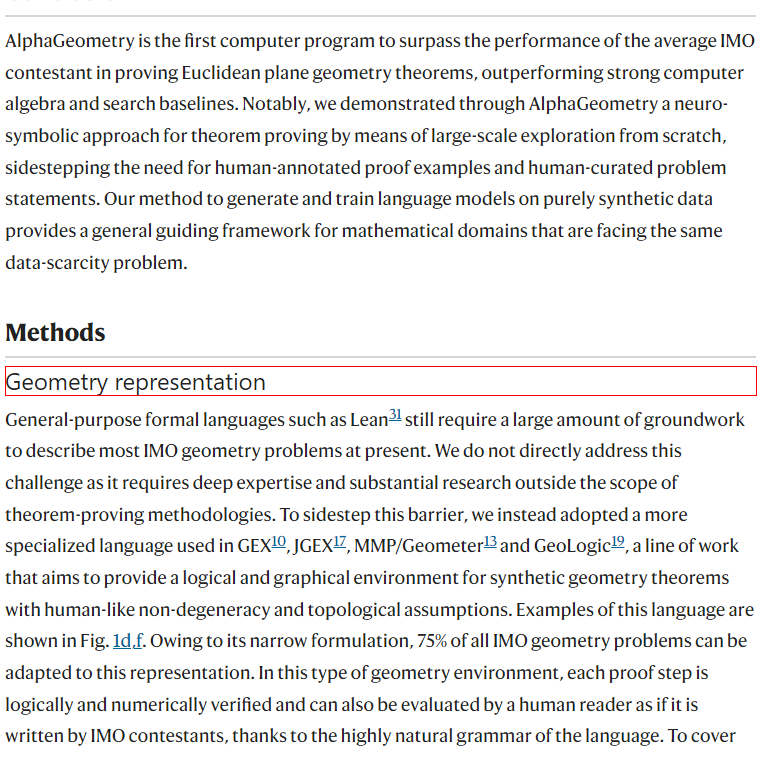 AlphaGeometry is the first computer program to surpass the performance of the average IMO
contestant in proving Euclidean plane geometry theorems, outperforming strong computer
algebra and search baselines. Notably, we demonstrated through AlphaGeometry a neuro-
symbolic approach for theorem proving by means of large-scale exploration from scratch,
sidestepping the need for human-annotated proof examples and human-curated problem
statements. Our method to generate and train language models on purely synthetic data
provides a general guiding framework for mathematical domains that are facing the same
data-scarcity problem.
Methods
Geometry representation
General-purpose formal languages such as Lean31 still require a large amount of groundwork
to describe most IMO geometry problems at present. We do not directly address this
challenge as it requires deep expertise and substantial research outside the scope of
theorem-proving methodologies. To sidestep this barrier, we instead adopted a more
specialized language used in GEX10, JGEX17, MMP/Geometer13 and GeoLogic19, a line of work
that aims to provide a logical and graphical environment for synthetic geometry theorems
with human-like non-degeneracy and topological assumptions. Examples of this language are
shown in Fig. 1d,f. Owing to its narrow formulation, 75% of all IMO geometry problems can be
adapted to this representation. In this type of geometry environment, each proof step is
logically and numerically verified and can also be evaluated by a human reader as if it is
written by IMO contestants, thanks to the highly natural grammar of the language. To cover